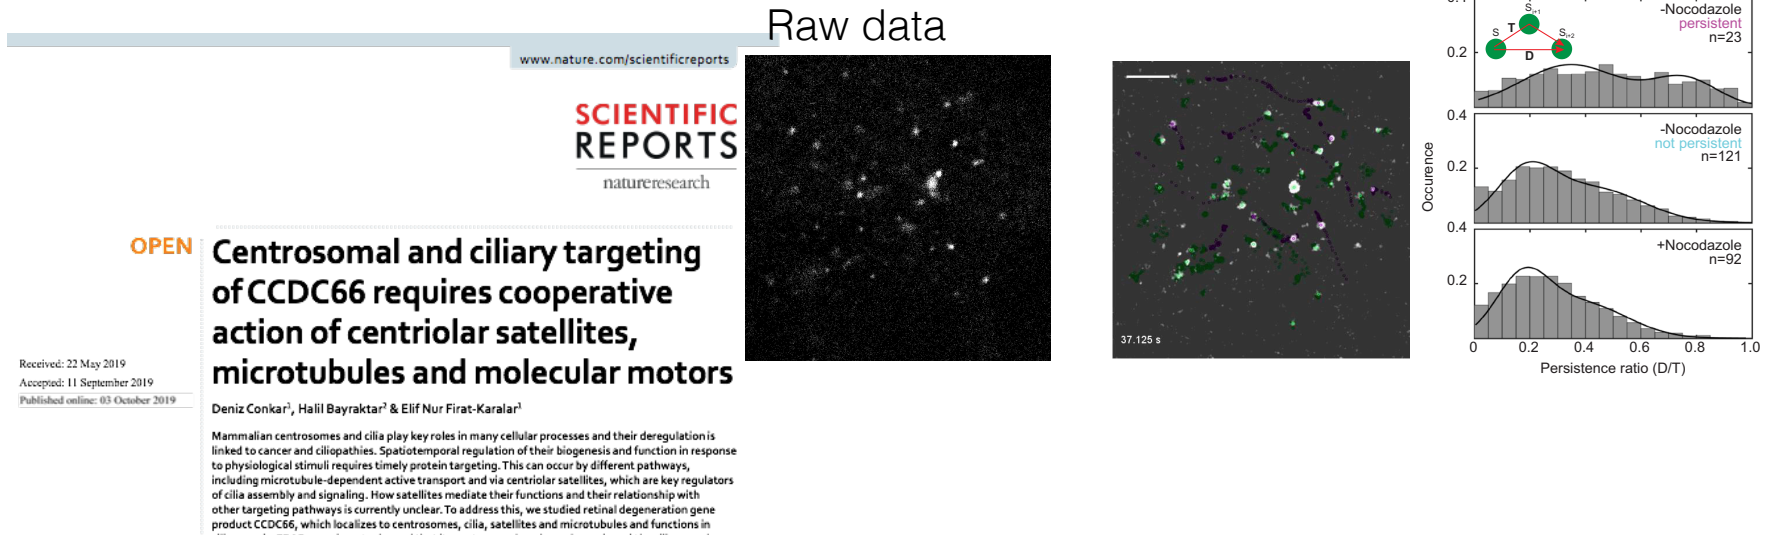 Raw data
www.nature.com/scientificreports
SCIENTIFIC
REPORTS
natureresearch
OPEN
Centrosomal and ciliary targeting
of CCDC66 requires cooperative
action of centriolar satellites,
microtubules and molecular motors
Received: 22 May 2019
Accepted: 11 September 2019
Published online: 03 October 2019
Deniz Conkar1, Halil Bayraktar2 & Elif Nur Firat-Karalar1
Mammalian centrosomes and cilia play key roles in many cellular processes and their deregulation is
linked to cancer and ciliopathies. Spatiotemporal regulation of their biogenesis and function in response
to physiological stimuli requires timely protein targeting. This can occur by different pathways,
including microtubule-dependent active transport and via centriolar satellites, which are key regulators
of cilia assembly and signaling. How satellites mediate their functions and their relationship with
other targeting pathways is currently unclear. To address this, we studied retinal degeneration gene
product CCDC66, which localizes to centrosomes, cilia, satellites and microtubules and functions in
37.125 s
Si+1
S T Si+2
D
-Nocodazole
persistent
n=23
0.2
0.4
-Nocodazole
not persistent
n=121
0.2
Occurence
0.4
+Nocodazole
n=92
0.2
0 0.2 0.4 0.6 0.8 1.0
Persistence ratio (D/T)